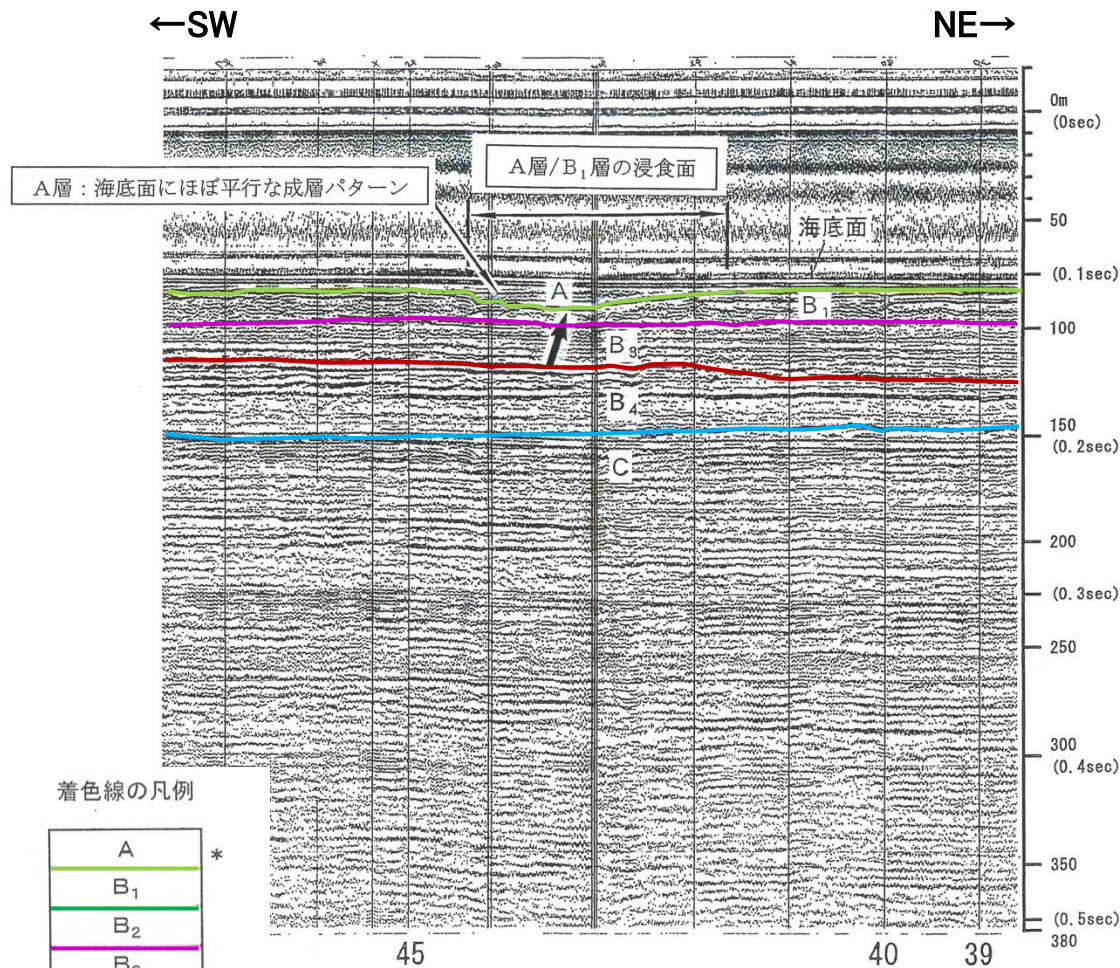 ←SW
NE→
0m
(0sec)
A層/B₁層の浸食面
A層：海底面にほぼ平行な成層パターン
50
海底面
(0.1sec)
A
B₁
100
B₃
B₄
150
(0.2sec)
C
200
(0.3sec)
250
300
(0.4sec)
着色線の凡例
A
*
B₁
350
B₂
(0.5sec)
380
45
40
39